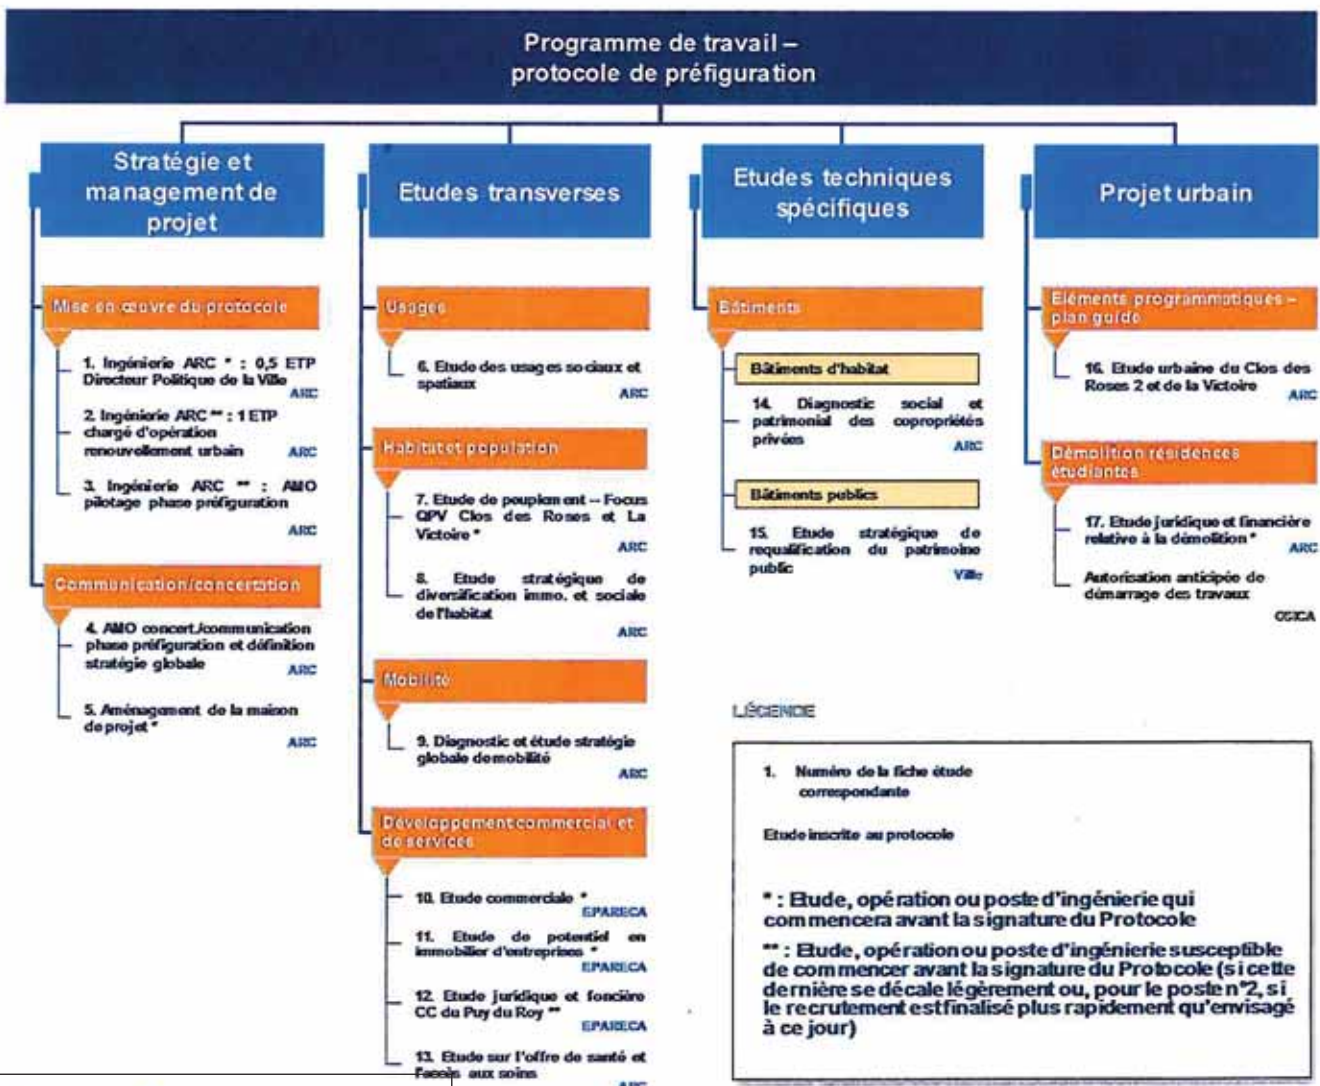 Programme de travail –
protocole de préfiguration
Stratégie et
management de
projet
Mise en œuvre du protocole
1. Ingénierie ARC * : 0,5 ETP
Directeur Politique de la Ville
ARC
2. Ingénierie ARC ** : 1 ETP
chargé d'opération
renouvellement urbain ARC
3. Ingénierie ARC ** : AMO
pilotage phase préfiguration
ARC
Communication/concertation
4. AMO concert./communication
phase préfiguration et définition
stratégie globale ARC
5. Aménagement de la maison
de projet *
ARC
Etudes transverses
Usages
6. Etude des usages sociaux et
spatiaux
ARC
Habitat et population
7. Etude de peuplement – Focus
QPV Clos des Roses et La
Victoire *
ARC
8. Etude stratégique de
diversification immo. et sociale
de l'habitat
ARC
Mobilité
9. Diagnostic et étude stratégie
globale de mobilité
ARC
Développement commercial et
de services
10. Etude commerciale *
EPARECA
11. Etude de potentiel en
immobilier d'entreprises *
EPARECA
12. Etude juridique et foncière
CC du Puy du Roy **
EPARECA
13. Etude sur l'offre de santé et
l'accès aux soins
ARC
Etudes techniques
spécifiques
Bâtiments
Bâtiments d'habitat
14. Diagnostic social et
patrimonial des copropriétés
privées
ARC
Bâtiments publics
15. Etude stratégique de
requalification du patrimoine
public
Ville
Projet urbain
Eléments programmatiques –
plan guide
16. Etude urbaine du Clos des
Roses 2 et de la Victoire
ARC
Démolition résidences
étudiantes
17. Etude juridique et financière
relative à la démolition *
ARC
Autorisation anticipée de
démarrage des travaux
OSICA
LÉGENDE
1. Numéro de la fiche étude
correspondante
Etude inscrite au protocole
* : Etude, opération ou poste d'ingénierie qui
commencera avant la signature du Protocole
** : Etude, opération ou poste d'ingénierie susceptible
de commencer avant la signature du Protocole (si cette
dernière se décale légèrement ou, pour le poste n°2, si
le recrutement est finalisé plus rapidement qu'envisagé
à ce jour)